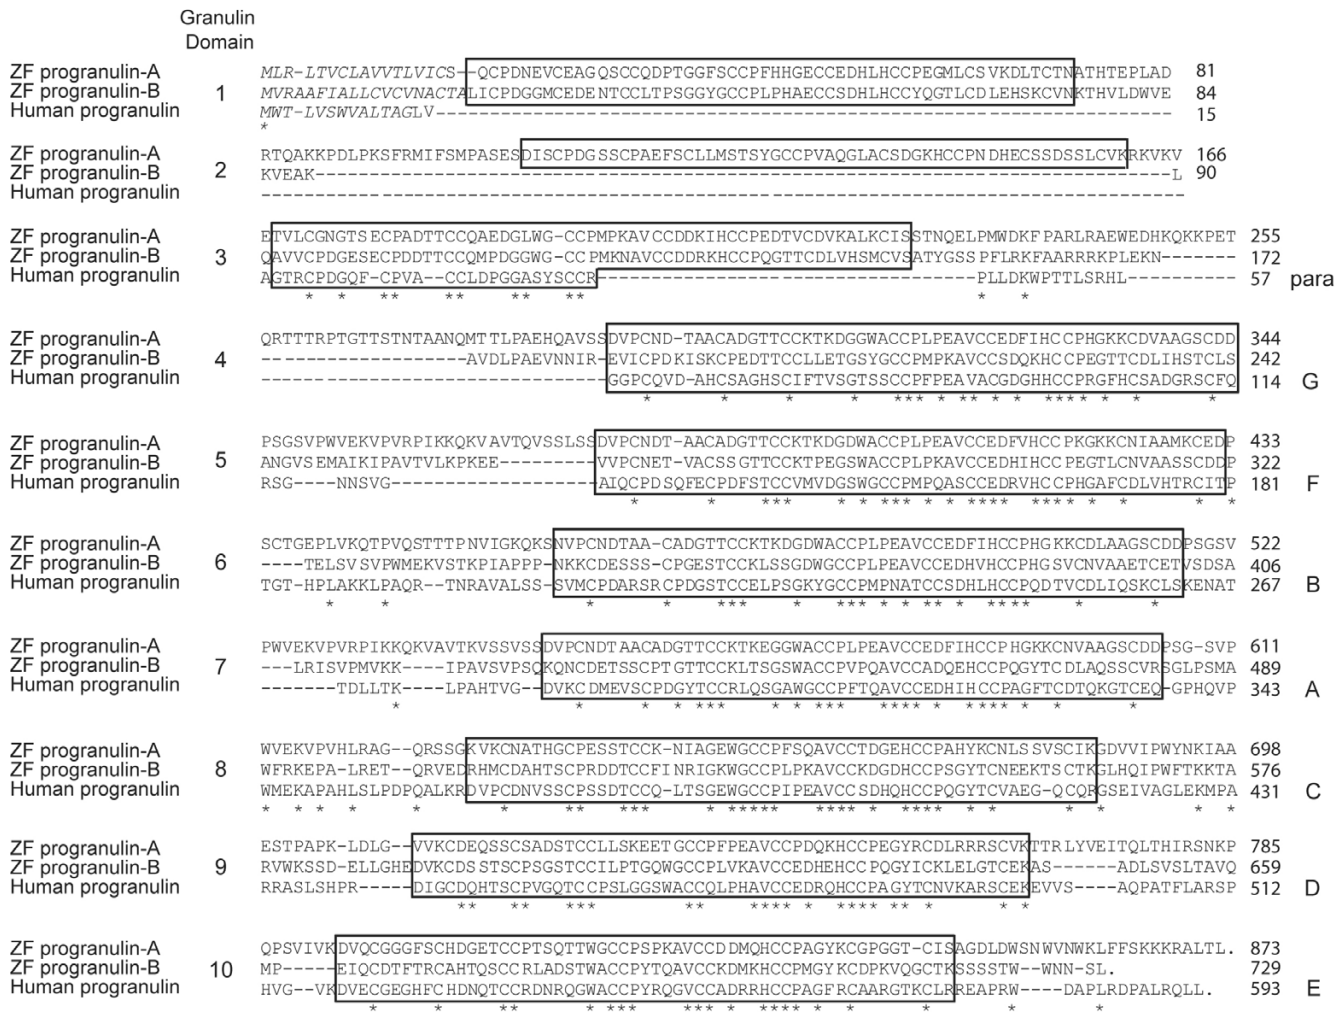 Granulin
Domain
ZF progranulin-A MLR-LTVCLAVVTLVICS--QCPDNEVCEAGQSCCQDPTGGFSCCPFHHGECCEDHLHCCPEGMLCSVKDLTCTNATHTEPLAD 81
ZF progranulin-B 1 MVRAAFIALLCVCVNACTALICPDGGMCEDENTCCLTPSGGYGCCPLPHAECCSDHLHCCYQGTLCDLEHSKCVNKTHVLDWVE 84
Human progranulin MWT-LVSWVALTAGLV------------------------------------------------------------- 15
*
ZF progranulin-A RTQAKKPDLPKSFRMIFSMPASESDISCPDGSSCPAEFSCLLMSTSYGCCPVAQGLACSDGKHCCPNDHECSSDSSLCVKRKVKV 166
ZF progranulin-B 2 KVEAK-------------------------------------------------------------------------------L 90
Human progranulin -------------------------------------------------------------------------------------
ZF progranulin-A ETVLCGNGTSECPADTTCCQAEDGLWG-CCPMPKAVCCDDKIHCCPEDTVCDVKALKCISSTNQELPMWDKFPARLRAEWEDHKQKKPET 255
ZF progranulin-B 3 QAVVCPDGESECPDDTTCCQMPDGGWG-CCPMKNAVCCDDRKHCCPQGTTCDLVHSMCVSATYGSSPFLRKFAARRRKPLEKN------- 172
Human progranulin AGTRCPDGQF-CPVA--CCLDPGGASYSCCR-----------------------------------PLLDKWPTTLSRHL---------- 57 para
* * ** ** ** ** * *
ZF progranulin-A QRTTTRPTGTTSTNTAANQMTTLPAEHQAVSSDVPCND-TAACADGTTCCKTKDGGWACCPLPEAVCCEDFIHCCPHGKKCDVAAGSCDD 344
ZF progranulin-B 4 -----------------AVDLPAEVNNIR-EVICPDKISKCPEDTTCCLLETGSYGCCPMPKAVCCSDQKHCCPEGTTCDLIHSTCLS 242
Human progranulin ----------------------------GGPCQVD-AHCSAGHSCIFTVSGTSSCCPFPEAVACGDGHHCCPRGFHCSADGRSCFQ 114 G
* * * * *** * ** * * **** * * *
ZF progranulin-A PSGSVPWVEKVPVRPIKKQKVAVTQVSSLSSDVPCNDT-AACADGTTCCKTKDGDWACCPLPEAVCCEDFVHCCPKGKKCNIAAMKCEDP 433
ZF progranulin-B 5 ANGVSEMAIKIPAVTVLKPKEE--------VVPCNET-VACSSGTTCCKTPEGSWACCPLPKAVCCEDHIHCCPEGTLCNVAASSCDDP 322
Human progranulin RSG---NNSVG-----------------AIQCPDSQFECPDFSTCCVMVDGSWGCCPMPQASCCEDRVHCCPHGAFCDLVHTRCITP 181 F
* * *** * * *** * **** **** * * * *
ZF progranulin-A SCTGEPLVKQTPVQSTTTPNVIGKQKSNVPCNDTAA-CADGTTCCKTKDGDWACCPLPEAVCCEDFIHCCPHGKKCDLAAGSCDDPSGSV 522
ZF progranulin-B 6 ----TELSVSVPWMEKVSTKPIAPPP-NKKCDESSS-CPGESTCCKLSSGDWGCCPLPEAVCCEDHVHCCPHGSVCNVAAETCETVSDSA 406
Human progranulin TGT-HPLAKKLPAQR--TNRAVALSSSVMCPDARSRCPDGSTCCELPSGKYGCCPMPNATCCSDHLHCCPQDTVCDLIQSKCLSKENAT 267 B
* * * * *** * *** * * ** * **** * *
ZF progranulin-A PWVEKVPVRPIKKQKVAVTKVSSVSSDVPCNDTAACADGTTCCKTKEGGWACCPLPEAVCCEDFIHCCPHGKKCNVAAGSCDDPSG-SVP 611
ZF progranulin-B 7 ---LRISVPMVKK----IPAVSVPSQKQNCDETSSCPTGTTCCKLTSGSWACCPVPQAVCCADQEHCCPQGYTCDLAQSSCVRSGLPSMA 489
Human progranulin ------TDLLTK----LPAHTVG--DVKCDMEVSCPDGYTCCRLQSGAWGCCPFTQAVCCEDHIHCCPAGFTCDTQKGTCEQ-GPHQVP 343 A
* * * * *** * *** **** * **** * * *
ZF progranulin-A WVEKVPVHLRAG--QRSSGKVKCNATHGCPESSTCCK-NIAGEWGCCPFSQAVCCTDGEHCCPAHYKCNLSSVSCIKGDVVIPWYNKIAA 698
ZF progranulin-B 8 WFRKEPA-LRET--QRVEDRHMCDAHTSCPRDDTCCFINRIGKWGCCPLPKAVCCKDGDHCCPSGYTCNEEKTSCTKGLHQIPWFTKKTA 576
Human progranulin WMEKAPAHLSLPDPQALKRDVPCDNVSSCPSSDTCCQ-LTSGEWGCCPIPEAVCCSDHQHCCPQGYTCVAEG-QCQRGSEIVAGLEKMPA 431 C
* * * * * * ** *** * ***** **** * **** * * * * * *
ZF progranulin-A ESTPAPK-LDLG--VVKCDEQSSCSADSTCCLLSKEETGCCPFPEAVCCPDQKHCCPEGYRCDLRRRSCVKTTRLYVEITQLTHIRSNKP 785
ZF progranulin-B 9 RVWKSSD-ELLGHEDVKCDSSTSCPSGSTCCILPTGQWGCCPLVKAVCCEDHEHCCPQGYICKLELGTCEKAS------ADLSVSLTAVQ 659
Human progranulin RRASLSHPR-----DIGCDQHTSCPVGQTCCPSLGGSWACCQLPHAVCCEDRQHCCPAGYTCNVKARSCEKEVVS----AQPATFLARSP 512 D
** ** *** ** **** * **** ** * * *
ZF progranulin-A QPSVIVKDVQCGGGFSCHDGETCCPTSQTTWGCCPSPKAVCCDDMQHCCPAGYKCGPGGT-CISAGDLDWSNWVNWKLFFSKKKRALTL. 873
ZF progranulin-B 10 MP-----EIQCDTFTRCAHTQSCCRLADSTWACCPYTQAVCCKDMKHCCPMGYKCDPKVQGCTKSSSSTW--WNN-SL. 729
Human progranulin HVG--VKDVECGEGHFCHDNQTCCRDNRQGWACCPYRQGVCCADRRHCCPAGFRCAARGTKCLRREAPRW----DAPLRDPALRQLL. 593 E
* * ** * *** *** * **** * * * * *